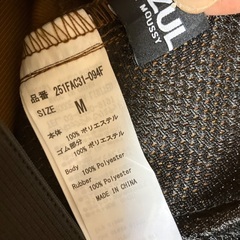 ZUL
MOUSSY
品番 251FAC31-094F
SIZE M
本体
100% ポリエステル
ゴム部分
100% ポリエステル
Body
100% Polyester
Rubber
100% Polyester
MADE IN CHINA